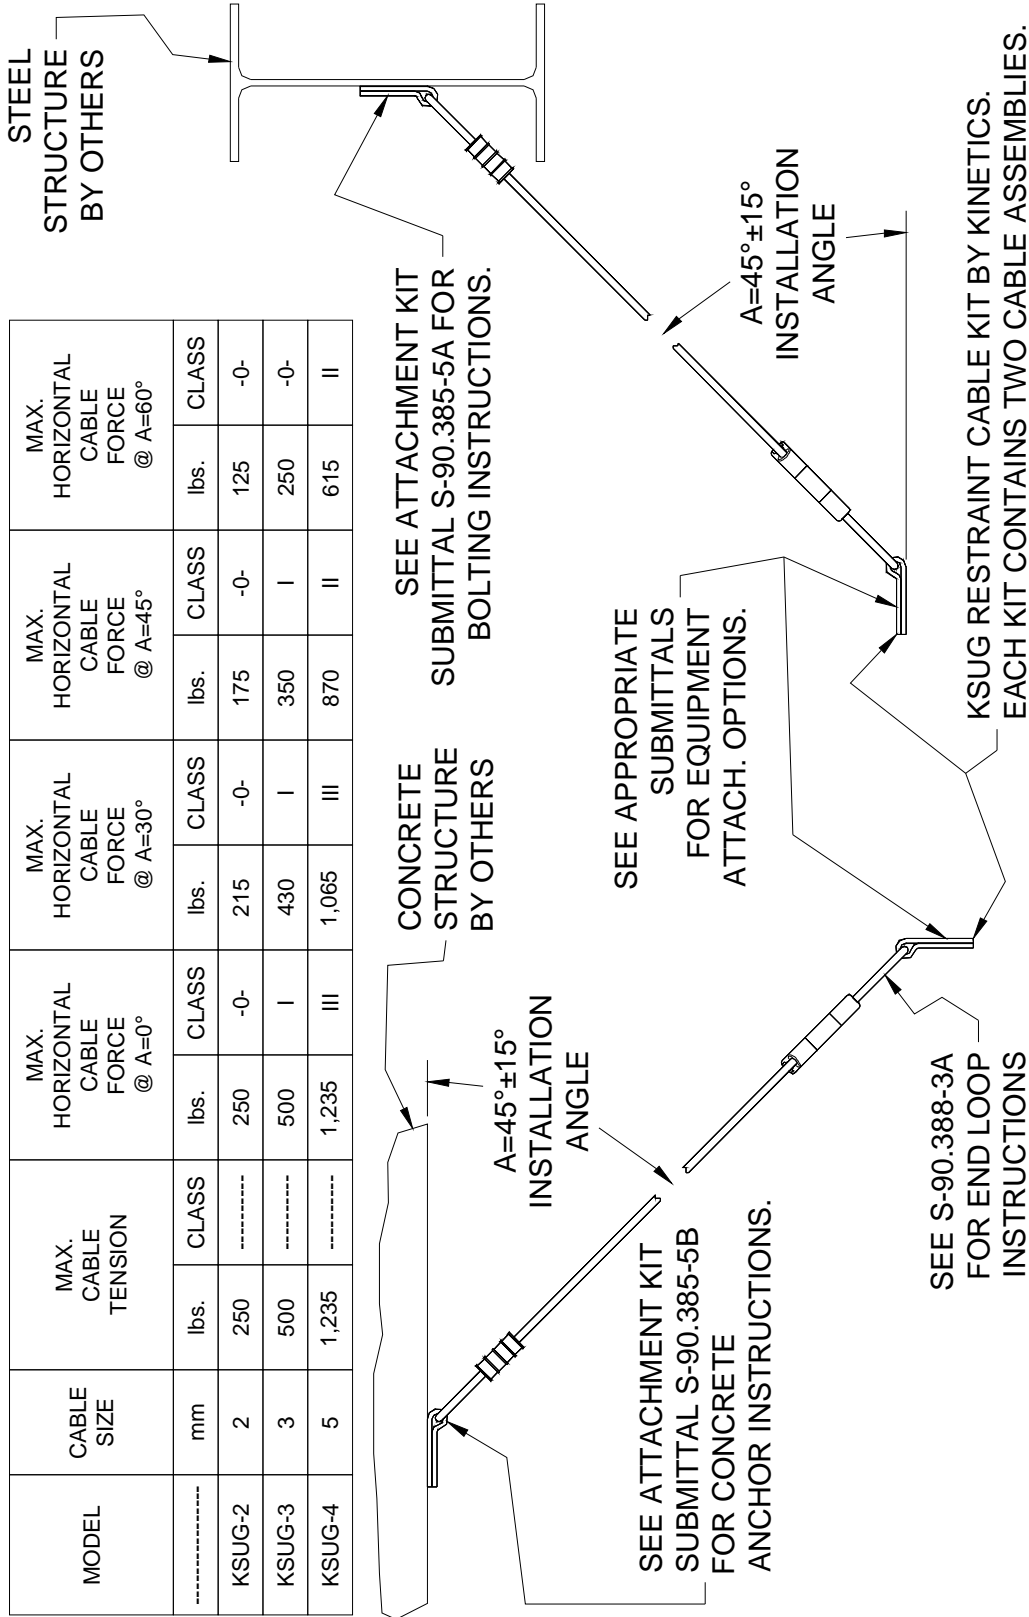 MODEL
CABLE
SIZE
MAX.
CABLE
TENSION
MAX.
HORIZONTAL
CABLE
FORCE
@ A=0°
MAX.
HORIZONTAL
CABLE
FORCE
@ A=30°
MAX.
HORIZONTAL
CABLE
FORCE
@ A=45°
MAX.
HORIZONTAL
CABLE
FORCE
@ A=60°
------------ mm lbs. CLASS lbs. CLASS lbs. CLASS lbs. CLASS lbs. CLASS
KSUG-2 2 250 ---------- 250 -0- 215 -0- 175 -0- 125 -0-
KSUG-3 3 500 ---------- 500 I 430 I 350 I 250 -0-
KSUG-4 5 1,235 ---------- 1,235 III 1,065 III 870 II 615 II
STEEL
STRUCTURE
BY OTHERS
CONCRETE
STRUCTURE
BY OTHERS
SEE ATTACHMENT KIT
SUBMITTAL S-90.385-5A FOR
BOLTING INSTRUCTIONS.
A=45°±15°
INSTALLATION
ANGLE
A=45°±15°
INSTALLATION
ANGLE
SEE APPROPRIATE
SUBMITTALS
FOR EQUIPMENT
ATTACH. OPTIONS.
SEE ATTACHMENT KIT
SUBMITTAL S-90.385-5B
FOR CONCRETE
ANCHOR INSTRUCTIONS.
SEE S-90.388-3A
FOR END LOOP
INSTRUCTIONS
KSUG RESTRAINT CABLE KIT BY KINETICS.
EACH KIT CONTAINS TWO CABLE ASSEMBLIES.